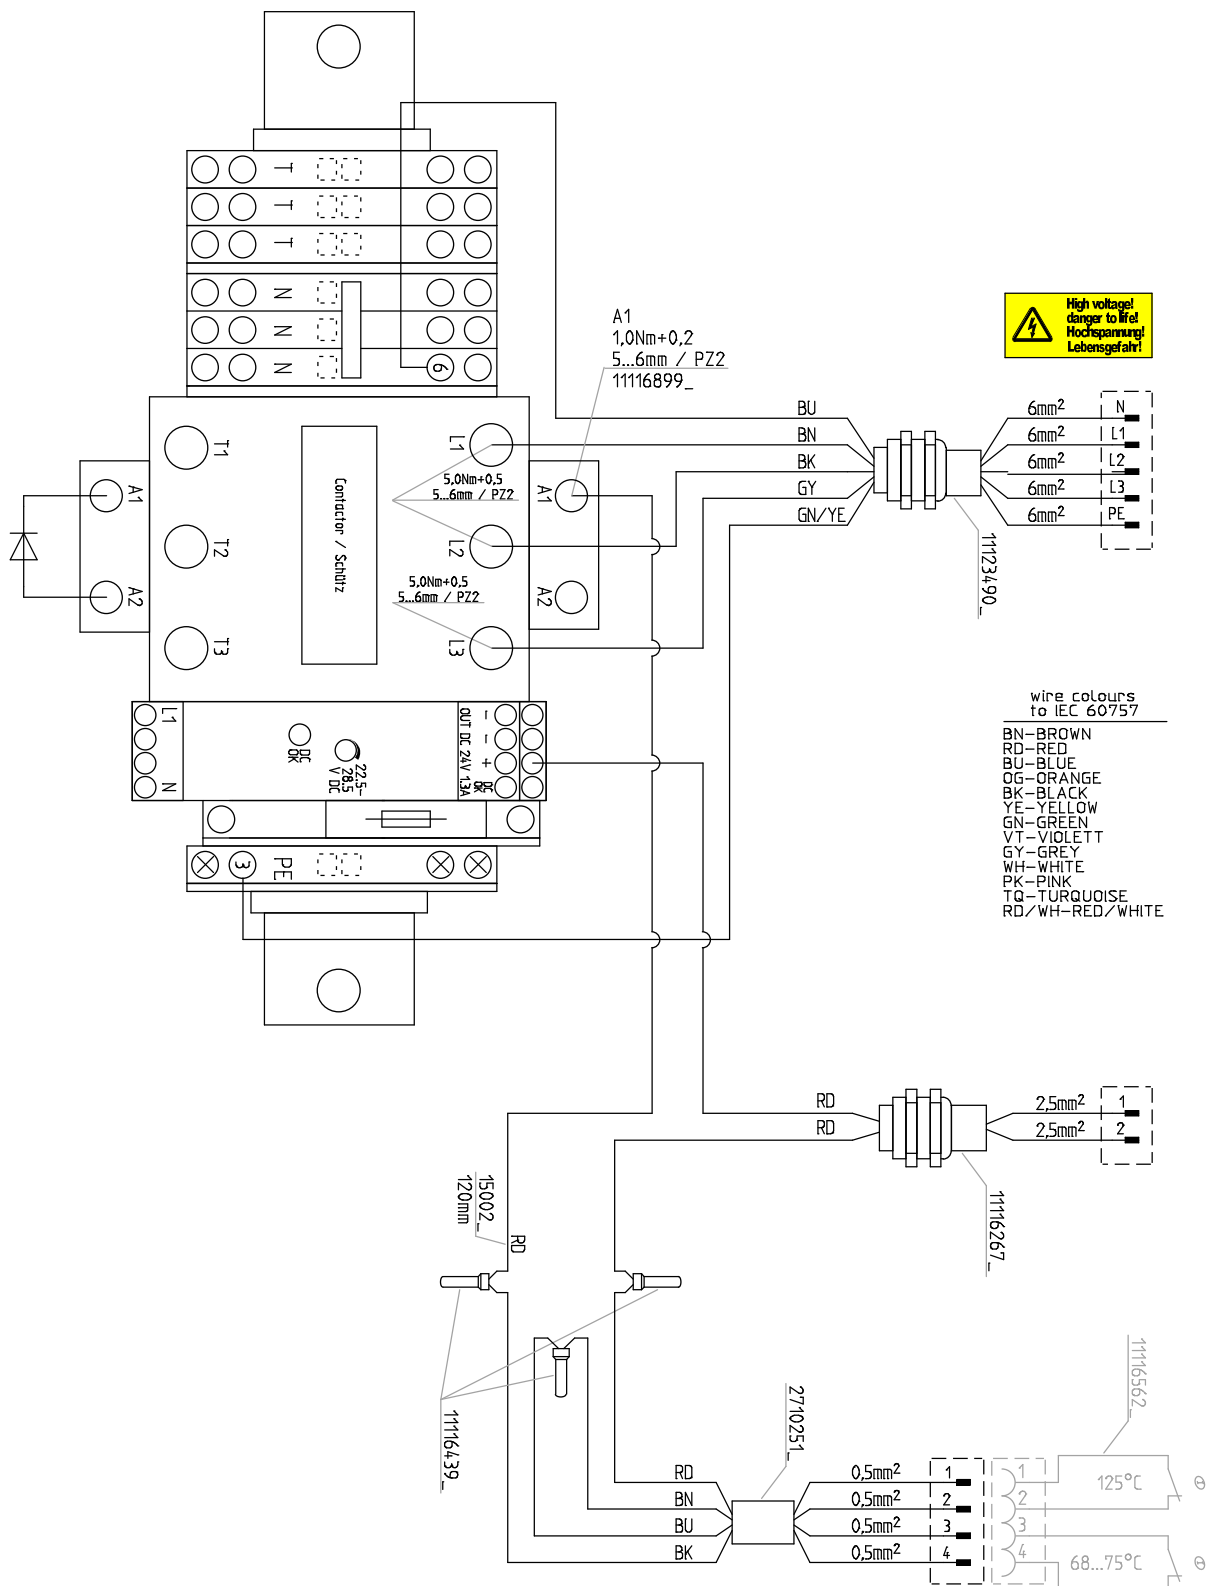 T
T
T
N
N
N
6
A1
1,0Nm+0,2
5...6mm / PZ2
11116899_
High voltage!
danger to life!
Hochspannung!
Lebensgefahr!
BU
BN
BK
GY
GN/YE
6mm²
6mm²
6mm²
6mm²
6mm²
N
L1
L2
L3
PE
11123490_
T1
T2
T3
L1
L2
L3
A1
A2
A1
A2
5,0Nm+0,5
5...6mm / PZ2
5,0Nm+0,5
5...6mm / PZ2
Contactor / Schütz
wire colours
to IEC 60757
BN-BROWN
RD-RED
BU-BLUE
OG-ORANGE
BK-BLACK
YE-YELLOW
GN-GREEN
VT-VIOLETT
GY-GREY
WH-WHITE
PK-PINK
TQ-TURQUOISE
RD/WH-RED/WHITE
L1
N
DC
OK
22.5-
28.5
V DC
OUT DC 24V 1.3A
- - +
DC
OK
3
PE
RD
RD
2,5mm²
2,5mm²
1
2
11116267_
15002_
120mm
RD
11116439_
2710251_
RD
BN
BU
BK
0,5mm²
0,5mm²
0,5mm²
0,5mm²
1
2
3
4
1
2
3
4
11116562_
125°C
θ
68...75°C
θ